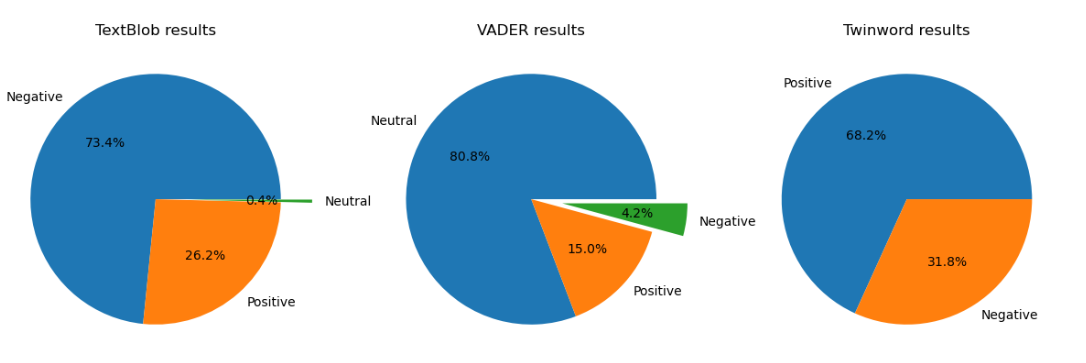 TextBlob results
Negative
73.4%
0.4%
Neutral
26.2%
Positive
VADER results
Neutral
80.8%
4.2%
Negative
15.0%
Positive
Twinword results
Positive
68.2%
31.8%
Negative